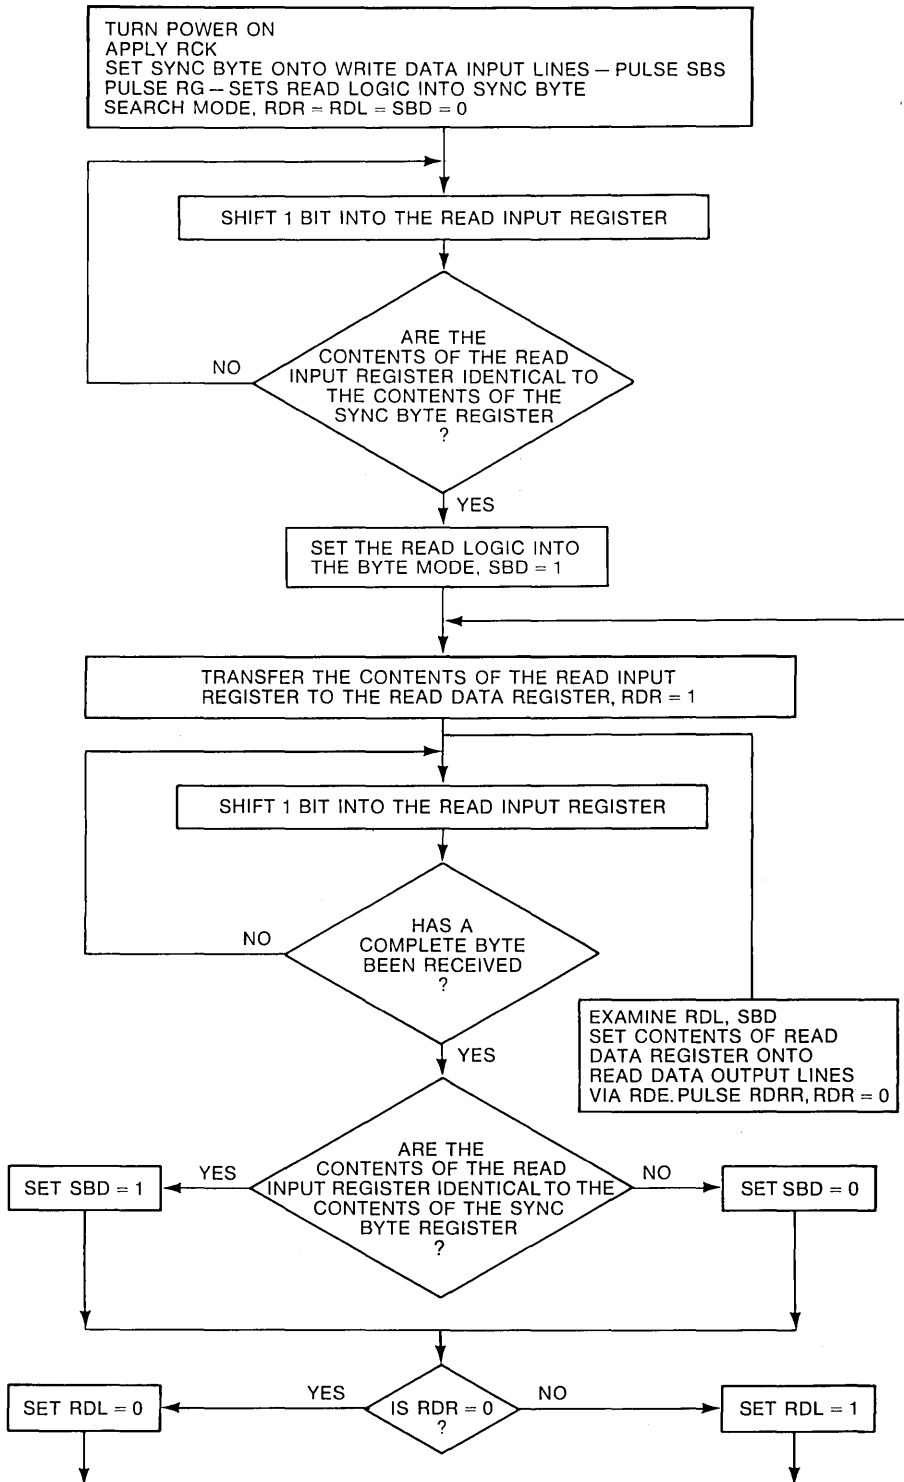 TURN POWER ON
APPLY RCK
SET SYNC BYTE ONTO WRITE DATA INPUT LINES – PULSE SBS
PULSE RG – SETS READ LOGIC INTO SYNC BYTE
SEARCH MODE, RDR = RDL = SBD = 0
SHIFT 1 BIT INTO THE READ INPUT REGISTER
ARE THE
CONTENTS OF THE READ
INPUT REGISTER IDENTICAL TO
THE CONTENTS OF THE
SYNC BYTE REGISTER
?
NO
YES
SET THE READ LOGIC INTO
THE BYTE MODE, SBD = 1
TRANSFER THE CONTENTS OF THE READ INPUT
REGISTER TO THE READ DATA REGISTER, RDR = 1
SHIFT 1 BIT INTO THE READ INPUT REGISTER
HAS A
COMPLETE BYTE
BEEN RECEIVED
?
NO
YES
EXAMINE RDL, SBD
SET CONTENTS OF READ
DATA REGISTER ONTO
READ DATA OUTPUT LINES
VIA RDE. PULSE RDRR, RDR = 0
ARE THE
CONTENTS OF THE READ
INPUT REGISTER IDENTICAL TO THE
CONTENTS OF THE SYNC
BYTE REGISTER
?
YES
NO
SET SBD = 1
SET SBD = 0
IS RDR = 0
?
YES
NO
SET RDL = 0
SET RDL = 1